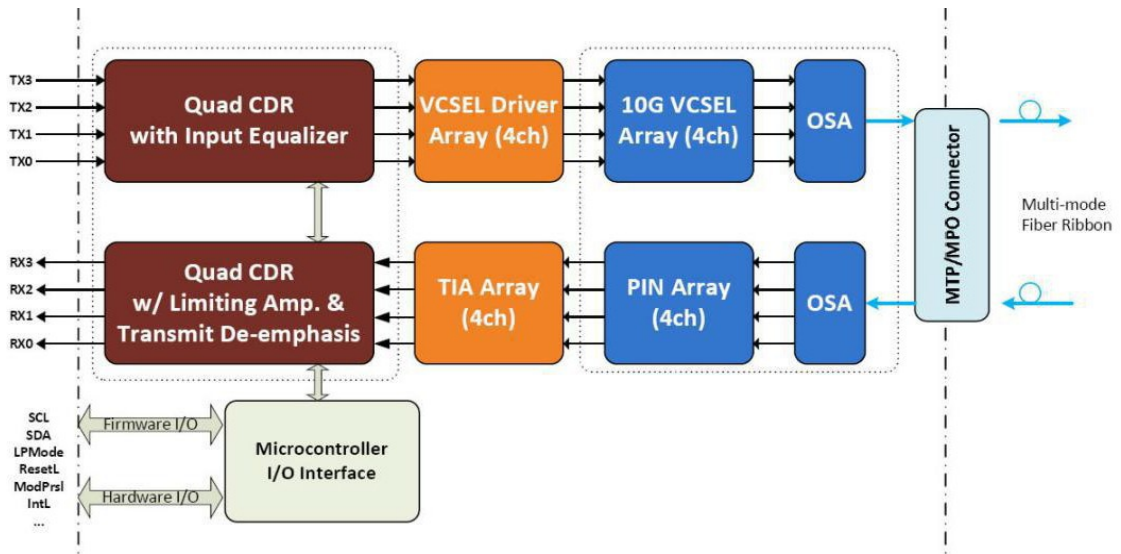 TX3
TX2
TX1
TX0
Quad CDR
with Input Equalizer
VCSEL Driver
Array (4ch)
10G VCSEL
Array (4ch)
OSA
MTP/MPO Connector
Multi-mode
Fiber Ribbon
RX3
RX2
RX1
RX0
Quad CDR
w/ Limiting Amp. &
Transmit De-emphasis
TIA Array
(4ch)
PIN Array
(4ch)
OSA
SCL
SDA
LPMode
ResetL
ModPrsl
IntL
...
Firmware I/O
Hardware I/O
Microcontroller
I/O Interface